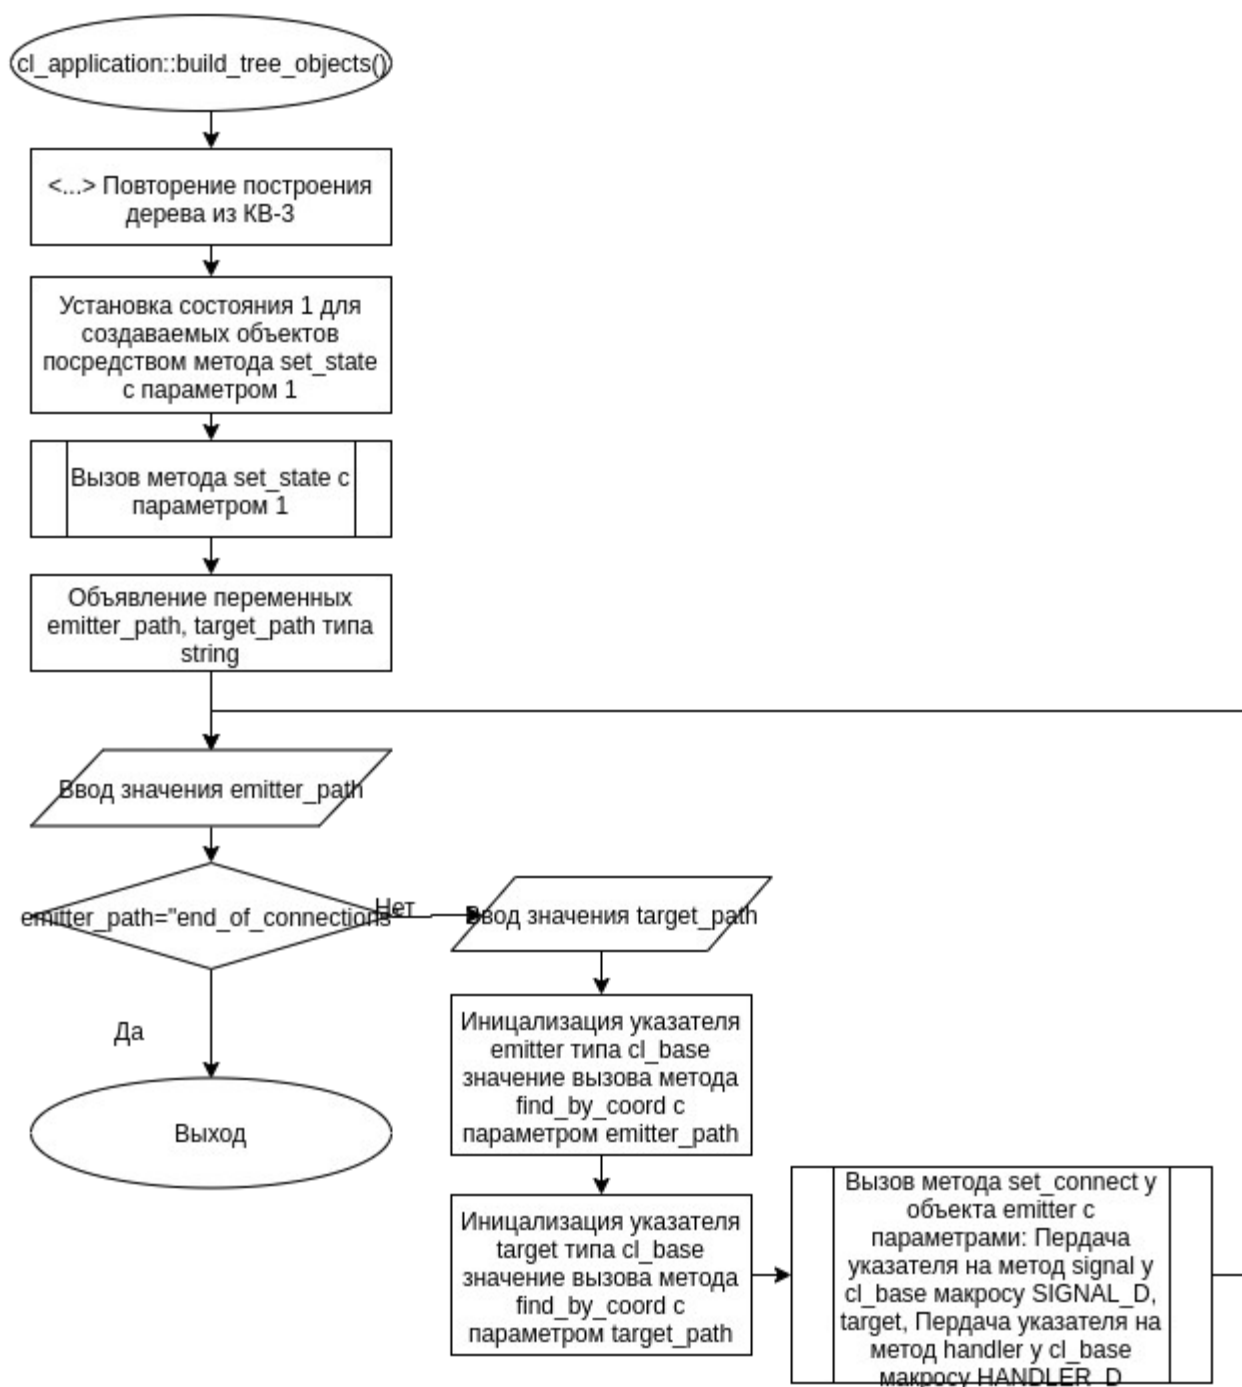 cl_application::build_tree_objects()
<...> Повторение построения
дерева из КВ-3
Установка состояния 1 для
создаваемых объектов
посредством метода set_state
с параметром 1
Вызов метода set_state с
параметром 1
Объявление переменных
emitter_path, target_path типа
string
Ввод значения emitter_path
emitter_path="end_of_connections"
Нет
Ввод значения target_path
Да
Выход
Иницализация указателя
emitter типа cl_base
значение вызова метода
find_by_coord с
параметром emitter_path
Иницализация указателя
target типа cl_base
значение вызова метода
find_by_coord с
параметром target_path
Вызов метода set_connect у
объекта emitter с
параметрами: Пердача
указателя на метод signal у
cl_base макросу SIGNAL_D,
target, Пердача указателя на
метод handler у cl_base
макросу HANDLER_D